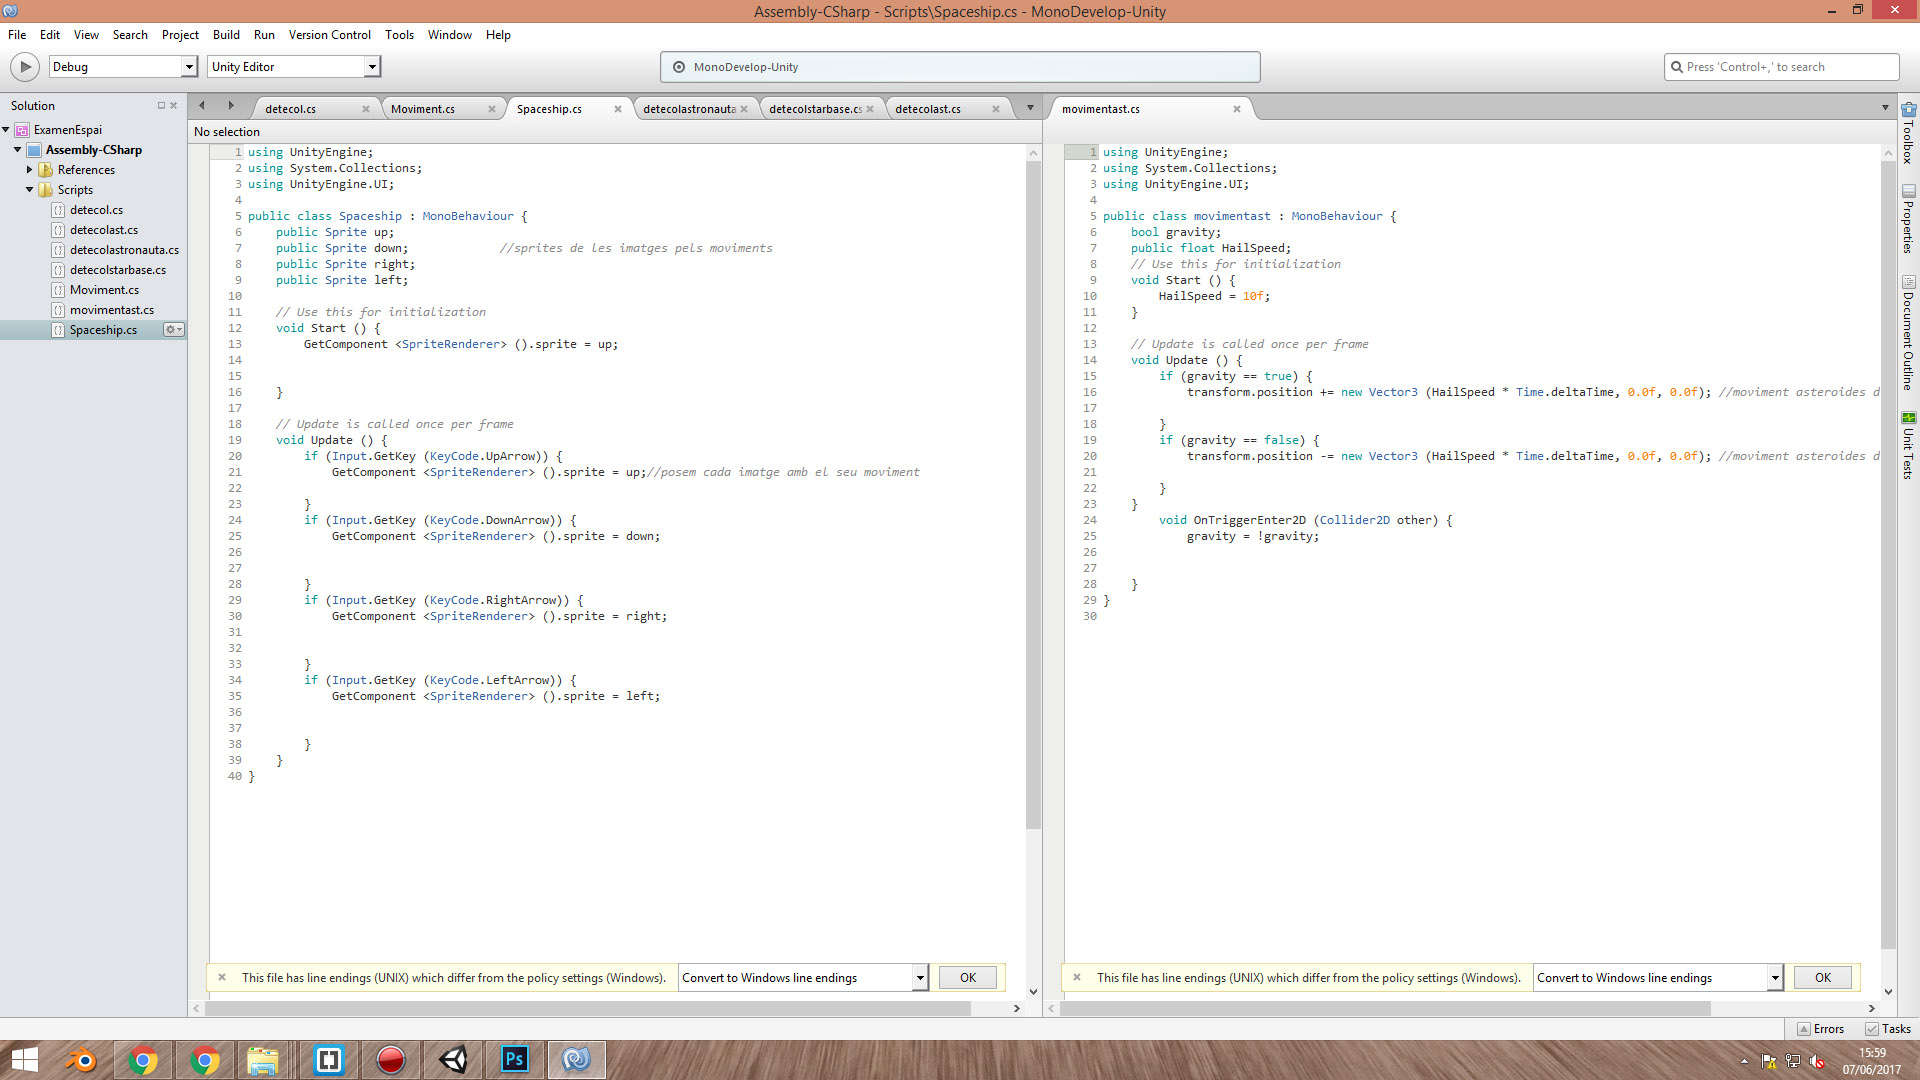 Assembly-CSharp - Scripts\Spaceship.cs - MonoDevelop-Unity
File Edit View Search Project Build Run Version Control Tools Window Help
Debug Unity Editor MonoDevelop-Unity Press 'Control+,' to search
Solution
ExamenEspai
Assembly-CSharp
References
Scripts
detecol.cs
detecolast.cs
detecolastronauta.cs
detecolstarbase.cs
Moviment.cs
movimentast.cs
Spaceship.cs
detecol.cs Moviment.cs Spaceship.cs detecolastronauta detecolstarbase.cs detecolast.cs
No selection
1 using UnityEngine;
2 using System.Collections;
3 using UnityEngine.UI;
4
5 public class Spaceship : MonoBehaviour {
6 public Sprite up;
7 public Sprite down; //sprites de les imatges pels moviments
8 public Sprite right;
9 public Sprite left;
10
11 // Use this for initialization
12 void Start () {
13 GetComponent <SpriteRenderer> ().sprite = up;
14
15
16 }
17
18 // Update is called once per frame
19 void Update () {
20 if (Input.GetKey (KeyCode.UpArrow)) {
21 GetComponent <SpriteRenderer> ().sprite = up;//posem cada imatge amb el seu moviment
22
23 }
24 if (Input.GetKey (KeyCode.DownArrow)) {
25 GetComponent <SpriteRenderer> ().sprite = down;
26
27
28 }
29 if (Input.GetKey (KeyCode.RightArrow)) {
30 GetComponent <SpriteRenderer> ().sprite = right;
31
32
33 }
34 if (Input.GetKey (KeyCode.LeftArrow)) {
35 GetComponent <SpriteRenderer> ().sprite = left;
36
37
38 }
39 }
40 }
This file has line endings (UNIX) which differ from the policy settings (Windows). Convert to Windows line endings OK
movimentast.cs
1 using UnityEngine;
2 using System.Collections;
3 using UnityEngine.UI;
4
5 public class movimentast : MonoBehaviour {
6 bool gravity;
7 public float HailSpeed;
8 // Use this for initialization
9 void Start () {
10 HailSpeed = 10f;
11 }
12
13 // Update is called once per frame
14 void Update () {
15 if (gravity == true) {
16 transform.position += new Vector3 (HailSpeed * Time.deltaTime, 0.0f, 0.0f); //moviment asteroides d
17
18 }
19 if (gravity == false) {
20 transform.position -= new Vector3 (HailSpeed * Time.deltaTime, 0.0f, 0.0f); //moviment asteroides d
21
22 }
23 }
24 void OnTriggerEnter2D (Collider2D other) {
25 gravity = !gravity;
26
27
28 }
29 }
30
This file has line endings (UNIX) which differ from the policy settings (Windows). Convert to Windows line endings OK
Toolbox
Properties
Document Outline
Unit Tests
Errors Tasks
Ps
15:59
07/06/2017